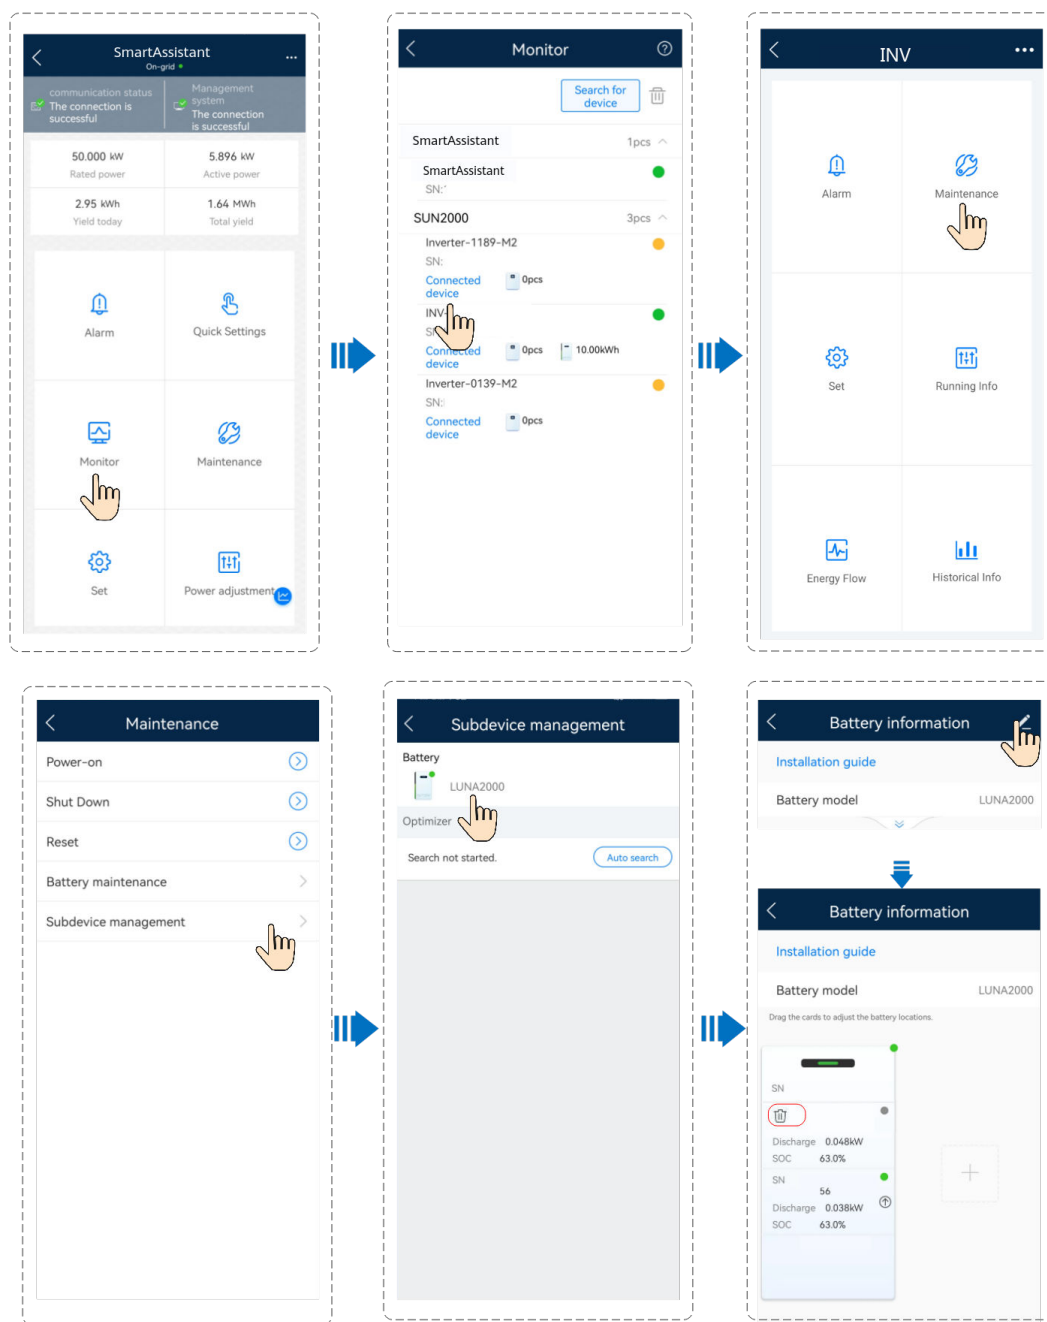 SmartAssistant
On-grid
communication status
The connection is
successful
Management
system
The connection
is successful
50.000 kW
Rated power
5.896 kW
Active power
2.95 kWh
Yield today
1.64 MWh
Total yield
Alarm
Quick Settings
Monitor
Maintenance
Set
Power adjustment
Monitor
Search for
device
SmartAssistant
1pcs
SmartAssistant
SN:
SUN2000
3pcs
Inverter-1189-M2
SN:
Connected
device
0pcs
INV-
Connected
device
0pcs
10.00kWh
Inverter-0139-M2
SN:
Connected
device
0pcs
INV
Alarm
Maintenance
Set
Running Info
Energy Flow
Historical Info
Maintenance
Power-on
Shut Down
Reset
Battery maintenance
Subdevice management
Subdevice management
Battery
LUNA2000
Optimizer
Search not started.
Auto search
Battery information
Installation guide
Battery model
LUNA2000
Battery information
Installation guide
Battery model
LUNA2000
Drag the cards to adjust the battery locations.
SN
Discharge 0.048kW
SOC 63.0%
SN
56
Discharge 0.038kW
SOC 63.0%